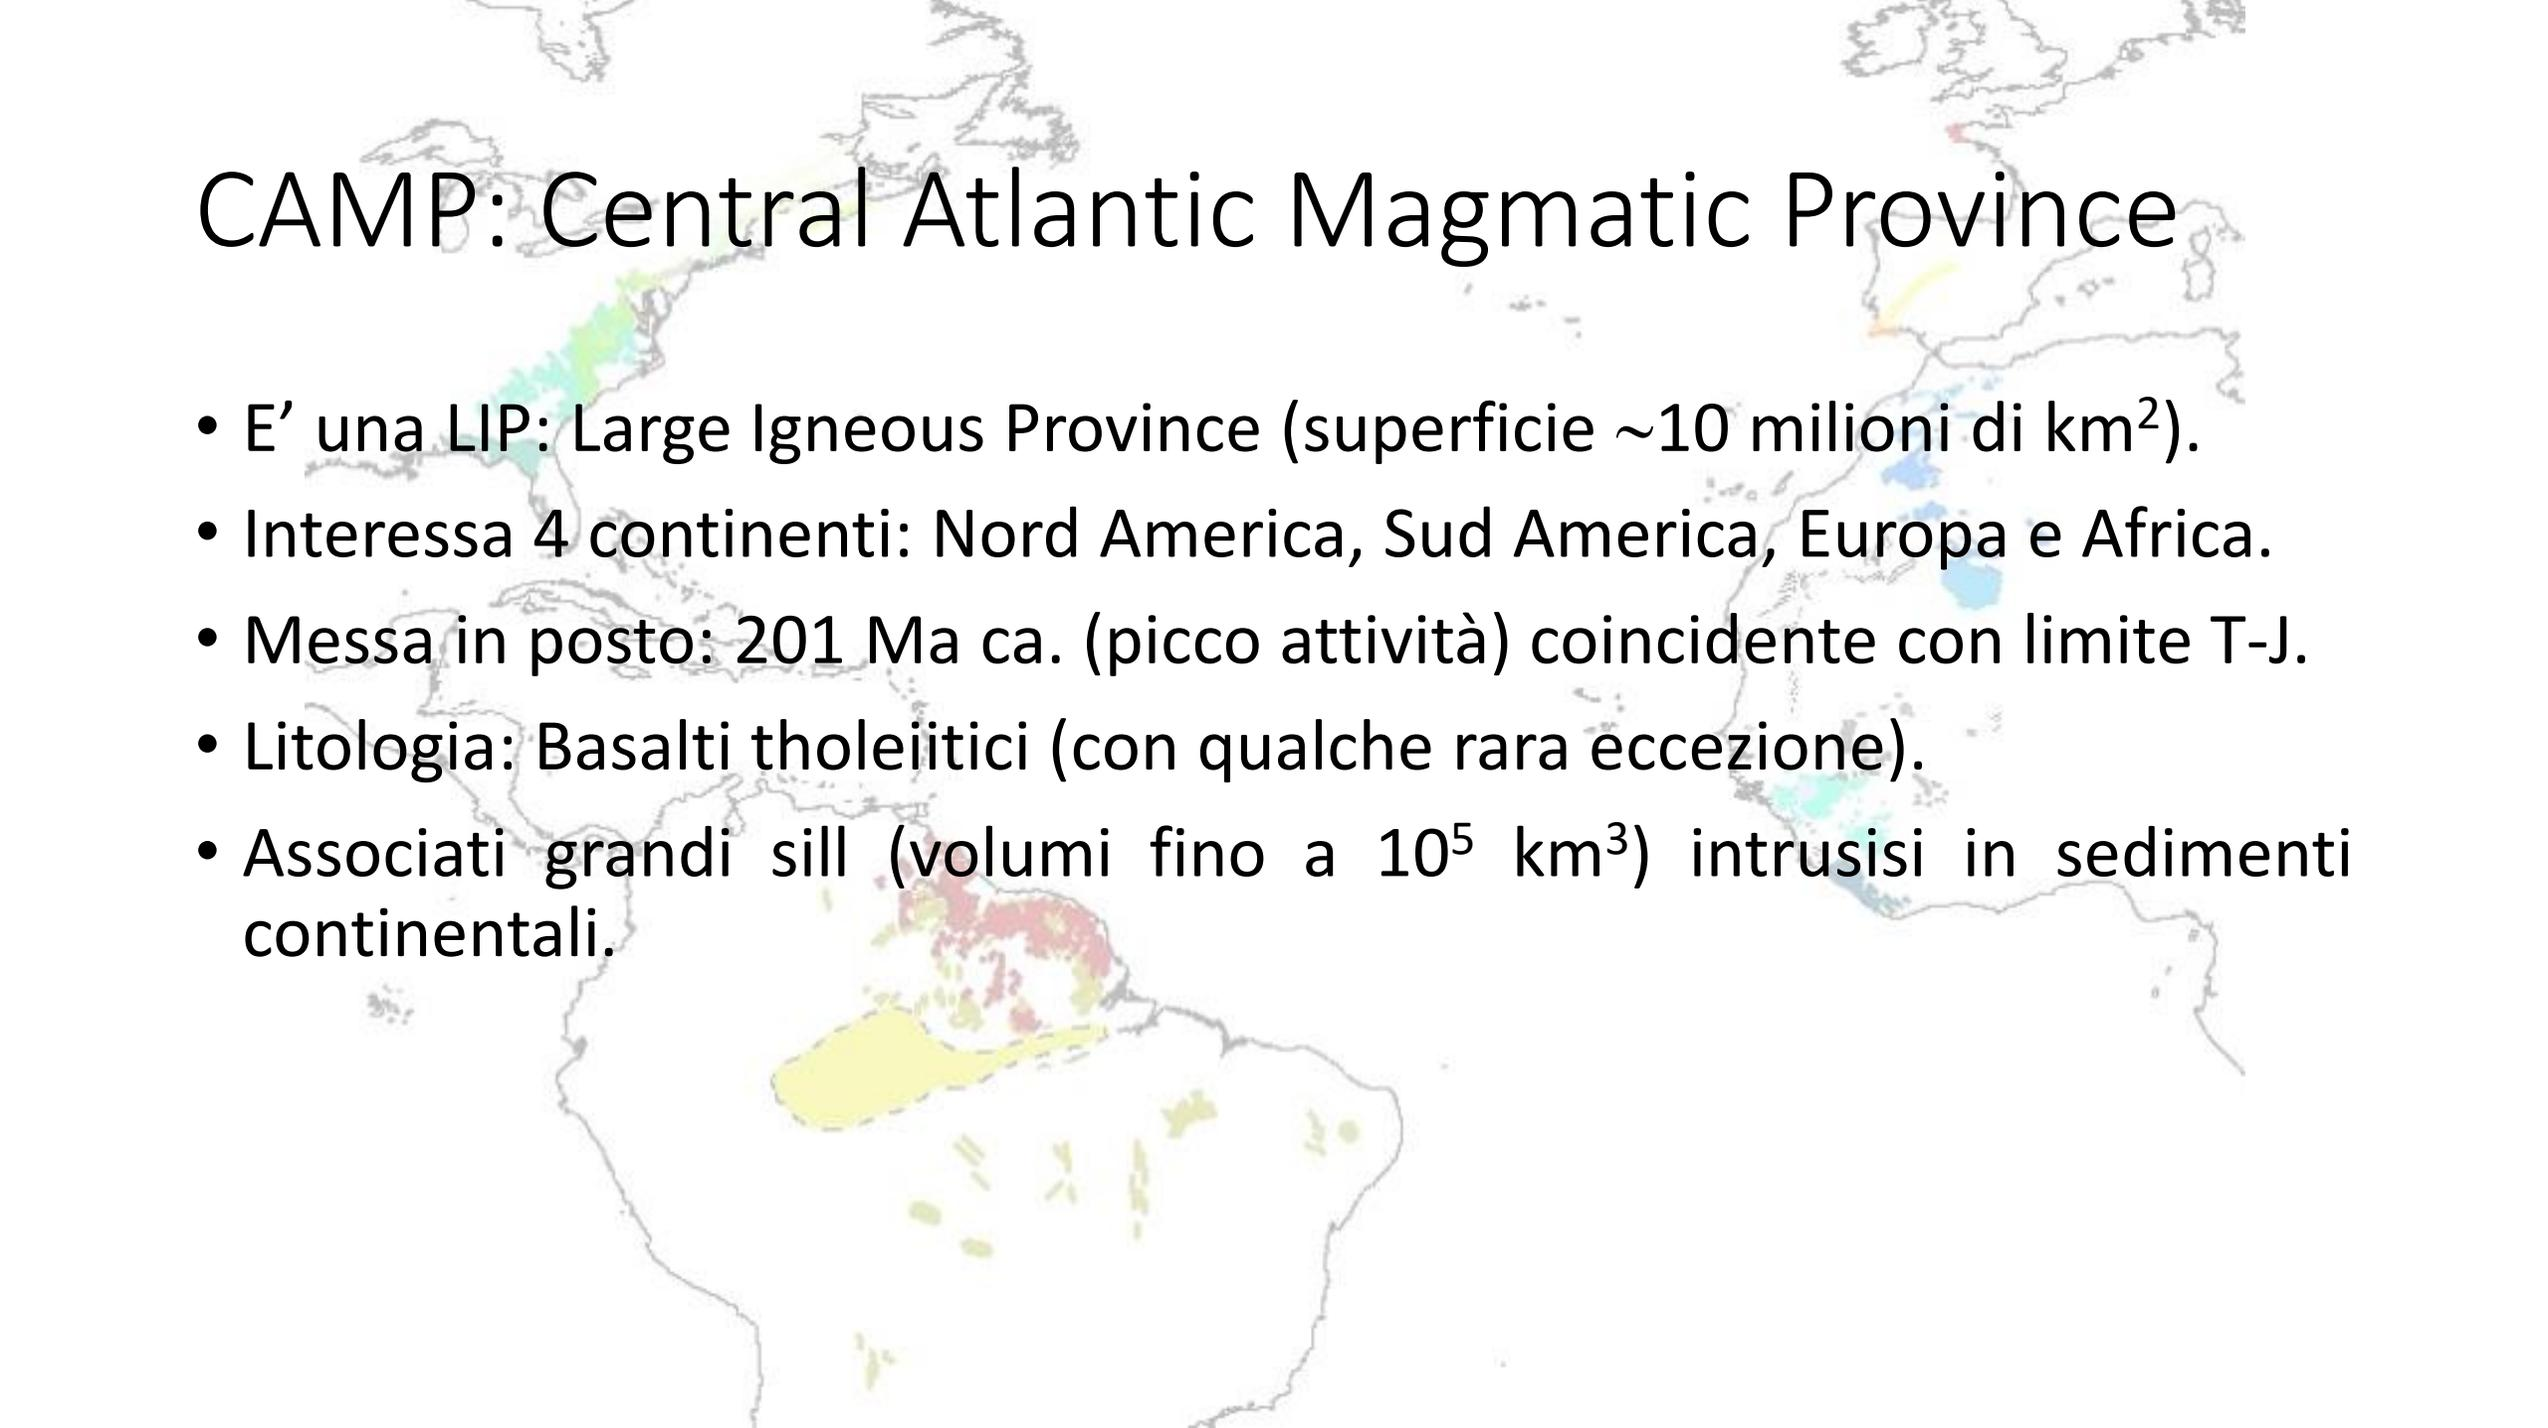 CAMP: Central Atlantic Magmatic Province
• E’ una LIP: Large Igneous Province (superficie ~10 milioni di km²).
• Interessa 4 continenti: Nord America, Sud America, Europa e Africa.
• Messa in posto: 201 Ma ca. (picco attività) coincidente con limite T-J.
• Litologia: Basalti tholeiitici (con qualche rara eccezione).
• Associati grandi sill (volumi fino a 10⁵ km³) intrusisi in sedimenti
continentali.